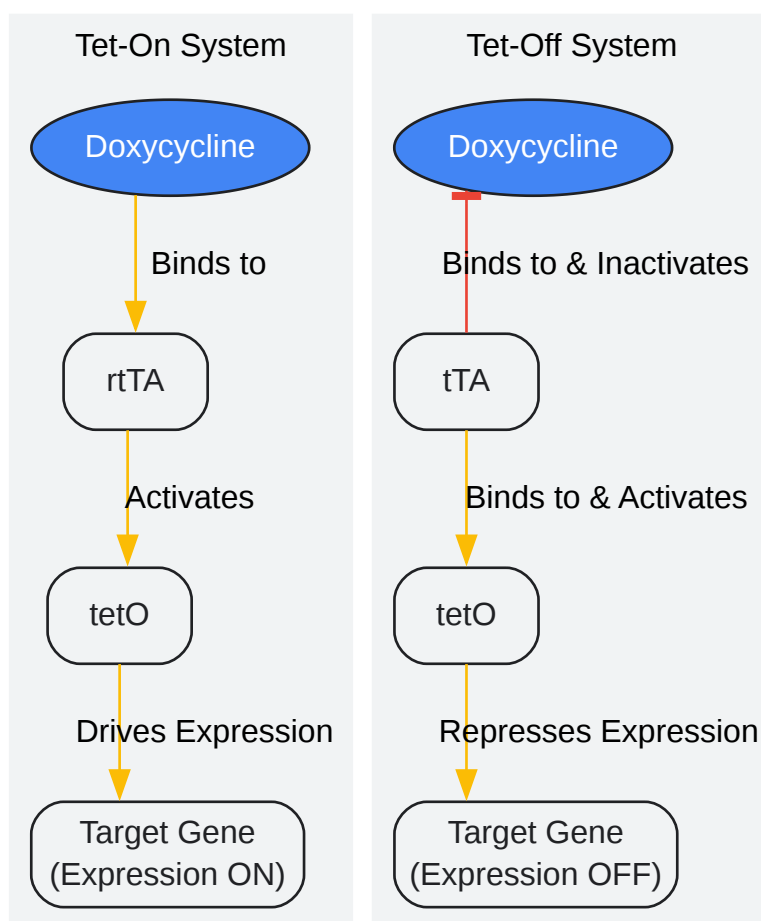 Tet-On System
Doxycycline
Binds to
rtTA
Activates
tetO
Drives Expression
Target Gene
(Expression ON)
Tet-Off System
Doxycycline
Binds to & Inactivates
tTA
Binds to & Activates
tetO
Represses Expression
Target Gene
(Expression OFF)